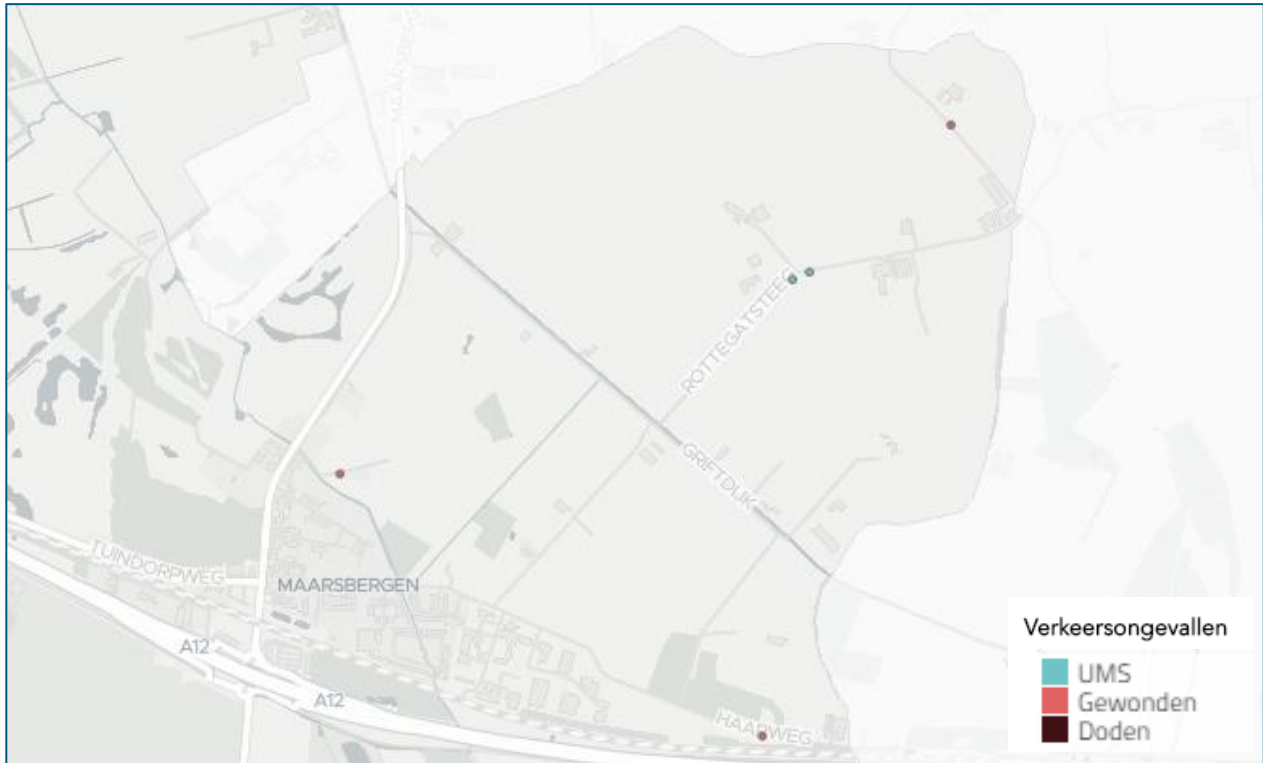 ROTTEGATSTEEG
GRIFTDIJK
TUINDORPWEG
MAARSBERGEN
A12
A12
HAARWEG
Verkeersongevallen
UMS
Gewonden
Doden